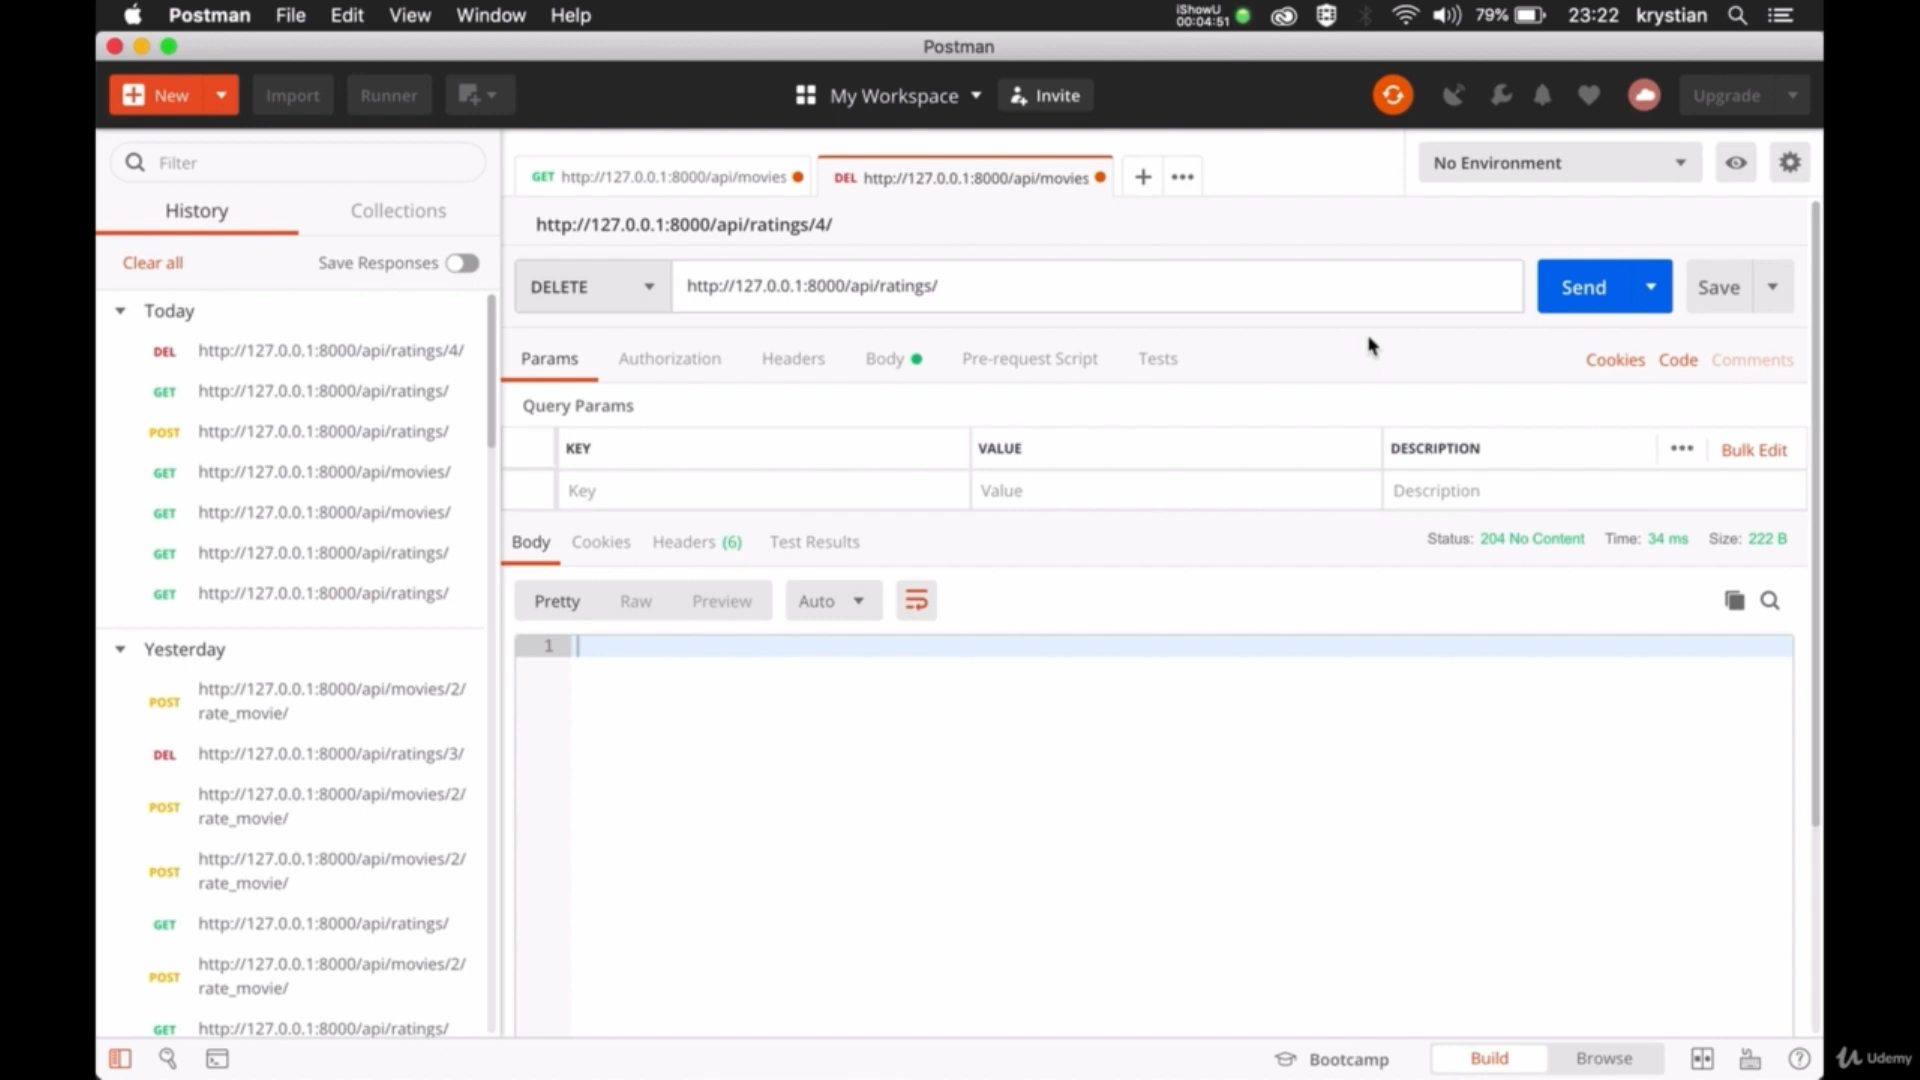 Postman File Edit View Window Help
iShowU
00:04:51
79%
23:22
krystian
Postman
New
Import
Runner
My Workspace
Invite
Upgrade
Filter
History
Collections
Clear all
Save Responses
Today
DEL http://127.0.0.1:8000/api/ratings/4/
GET http://127.0.0.1:8000/api/ratings/
POST http://127.0.0.1:8000/api/ratings/
GET http://127.0.0.1:8000/api/movies/
GET http://127.0.0.1:8000/api/movies/
GET http://127.0.0.1:8000/api/ratings/
GET http://127.0.0.1:8000/api/ratings/
Yesterday
POST http://127.0.0.1:8000/api/movies/2/
rate_movie/
DEL http://127.0.0.1:8000/api/ratings/3/
POST http://127.0.0.1:8000/api/movies/2/
rate_movie/
POST http://127.0.0.1:8000/api/movies/2/
rate_movie/
GET http://127.0.0.1:8000/api/ratings/
POST http://127.0.0.1:8000/api/movies/2/
rate_movie/
GET http://127.0.0.1:8000/api/ratings/
GET http://127.0.0.1:8000/api/movies
DEL http://127.0.0.1:8000/api/movies
No Environment
http://127.0.0.1:8000/api/ratings/4/
DELETE
http://127.0.0.1:8000/api/ratings/
Send
Save
Params Authorization Headers Body Pre-request Script Tests
Cookies Code Comments
Query Params
KEY VALUE DESCRIPTION
Bulk Edit
Key Value Description
Body Cookies Headers (6) Test Results
Status: 204 No Content Time: 34 ms Size: 222 B
Pretty Raw Preview Auto
1
Bootcamp
Build
Browse
Udemy